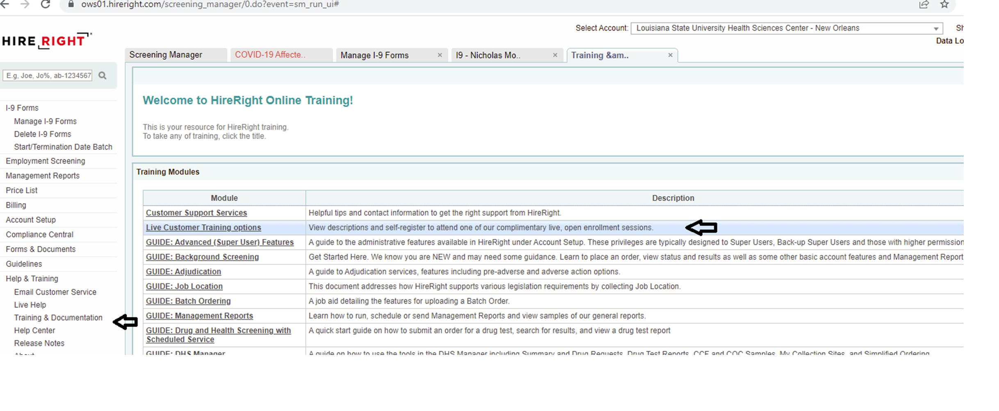 ows01.hireright.com/screening_manager/0.do?event=sm_run_ui#
Select Account: Louisiana State University Health Sciences Center - New Orleans Sh
Data Lo
HIRE RIGHT
Screening Manager COVID-19 Affecte.. Manage I-9 Forms × I9 - Nicholas Mo.. × Training &am.. ×
E.g, Joe, Jo%, ab-1234567
Welcome to HireRight Online Training!
This is your resource for HireRight training.
To take any of training, click the title.
I-9 Forms
Manage I-9 Forms
Delete I-9 Forms
Start/Termination Date Batch
Employment Screening
Management Reports
Price List
Billing
Account Setup
Compliance Central
Forms & Documents
Guidelines
Help & Training
Email Customer Service
Live Help
Training & Documentation
Help Center
Release Notes
About
Training Modules
Module Description
Customer Support Services Helpful tips and contact information to get the right support from HireRight.
Live Customer Training options View descriptions and self-register to attend one of our complimentary live, open enrollment sessions.
GUIDE: Advanced (Super User) Features A guide to the administrative features available in HireRight under Account Setup. These privileges are typically designed to Super Users, Back-up Super Users and those with higher permission
GUIDE: Background Screening Get Started Here. We know you are NEW and may need some guidance. Learn to place an order, view status and results as well as some other basic account features and Management Report
GUIDE: Adjudication A guide to Adjudication services, features including pre-adverse and adverse action options.
GUIDE: Job Location This document addresses how HireRight supports various legislation requirements by collecting Job Location.
GUIDE: Batch Ordering A job aid detailing the features for uploading a Batch Order.
GUIDE: Management Reports Learn how to run, schedule or send Management Reports and view samples of our general reports.
GUIDE: Drug and Health Screening with A quick start guide on how to submit an order for a drug test, search for results, and view a drug test report
Scheduled Service
GUIDE: DHS Manager A guide on how to use the tools in the DHS Manager including Summary and Drug Requests, Drug Test Reports, CCF and COC Samples, My Collection Sites, and Simplified Ordering